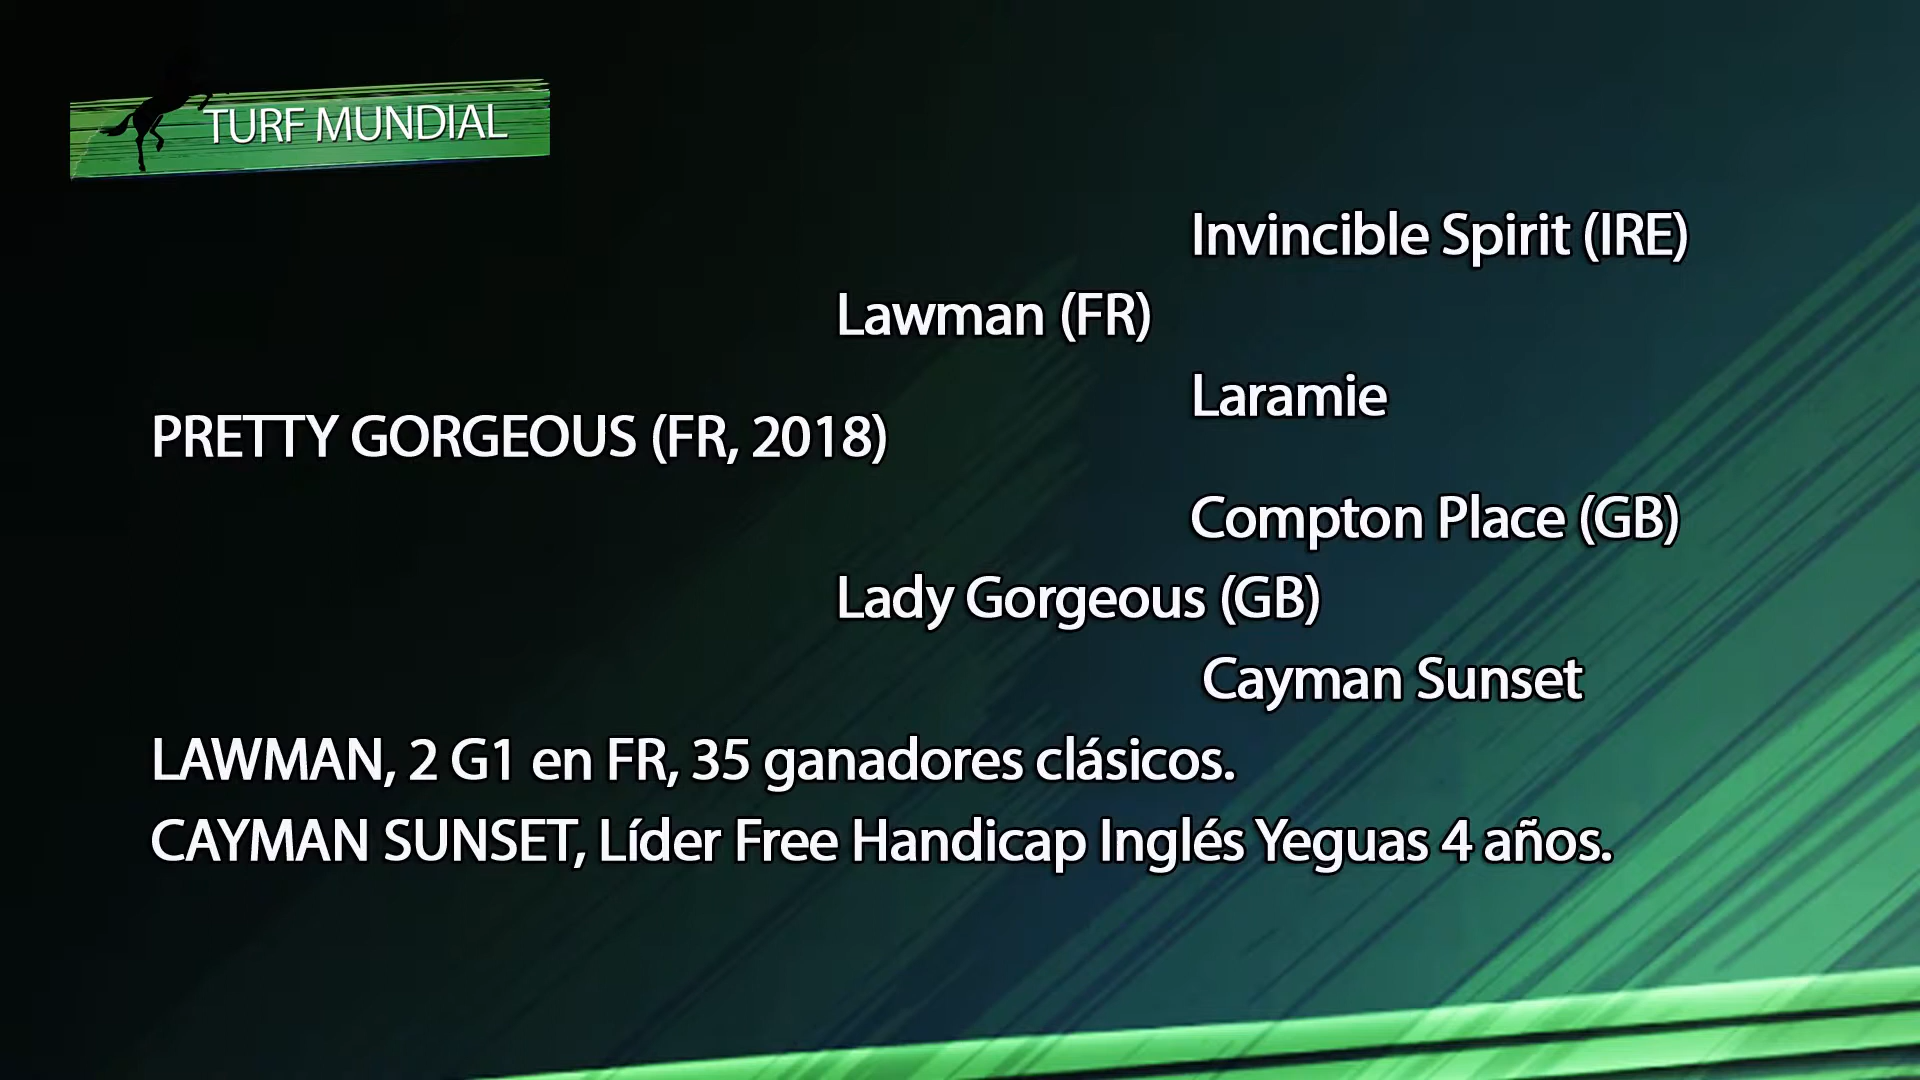 TURF MUNDIAL
Invincible Spirit (IRE)
Lawman (FR)
Laramie
PRETTY GORGEOUS (FR, 2018)
Compton Place (GB)
Lady Gorgeous (GB)
Cayman Sunset
LAWMAN, 2 G1 en FR, 35 ganadores clásicos.
CAYMAN SUNSET, Líder Free Handicap Inglés Yeguas 4 años.